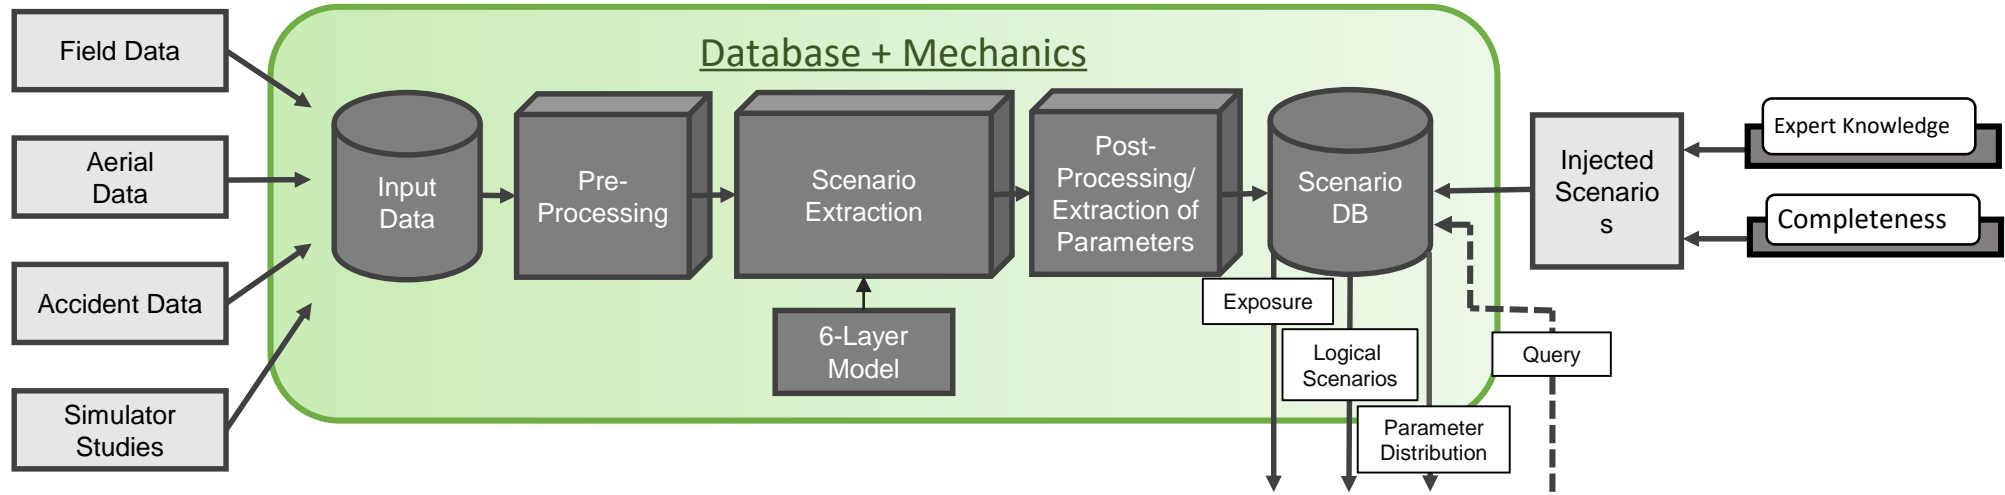 Database + Mechanics
Field Data
Aerial
Data
Accident Data
Simulator
Studies
Input
Data
Pre-
Processing
Scenario
Extraction
6-Layer
Model
Post-
Processing/
Extraction of
Parameters
Scenario
DB
Injected
Scenario
s
Expert Knowledge
Completeness
Exposure
Logical
Scenarios
Parameter
Distribution
Query